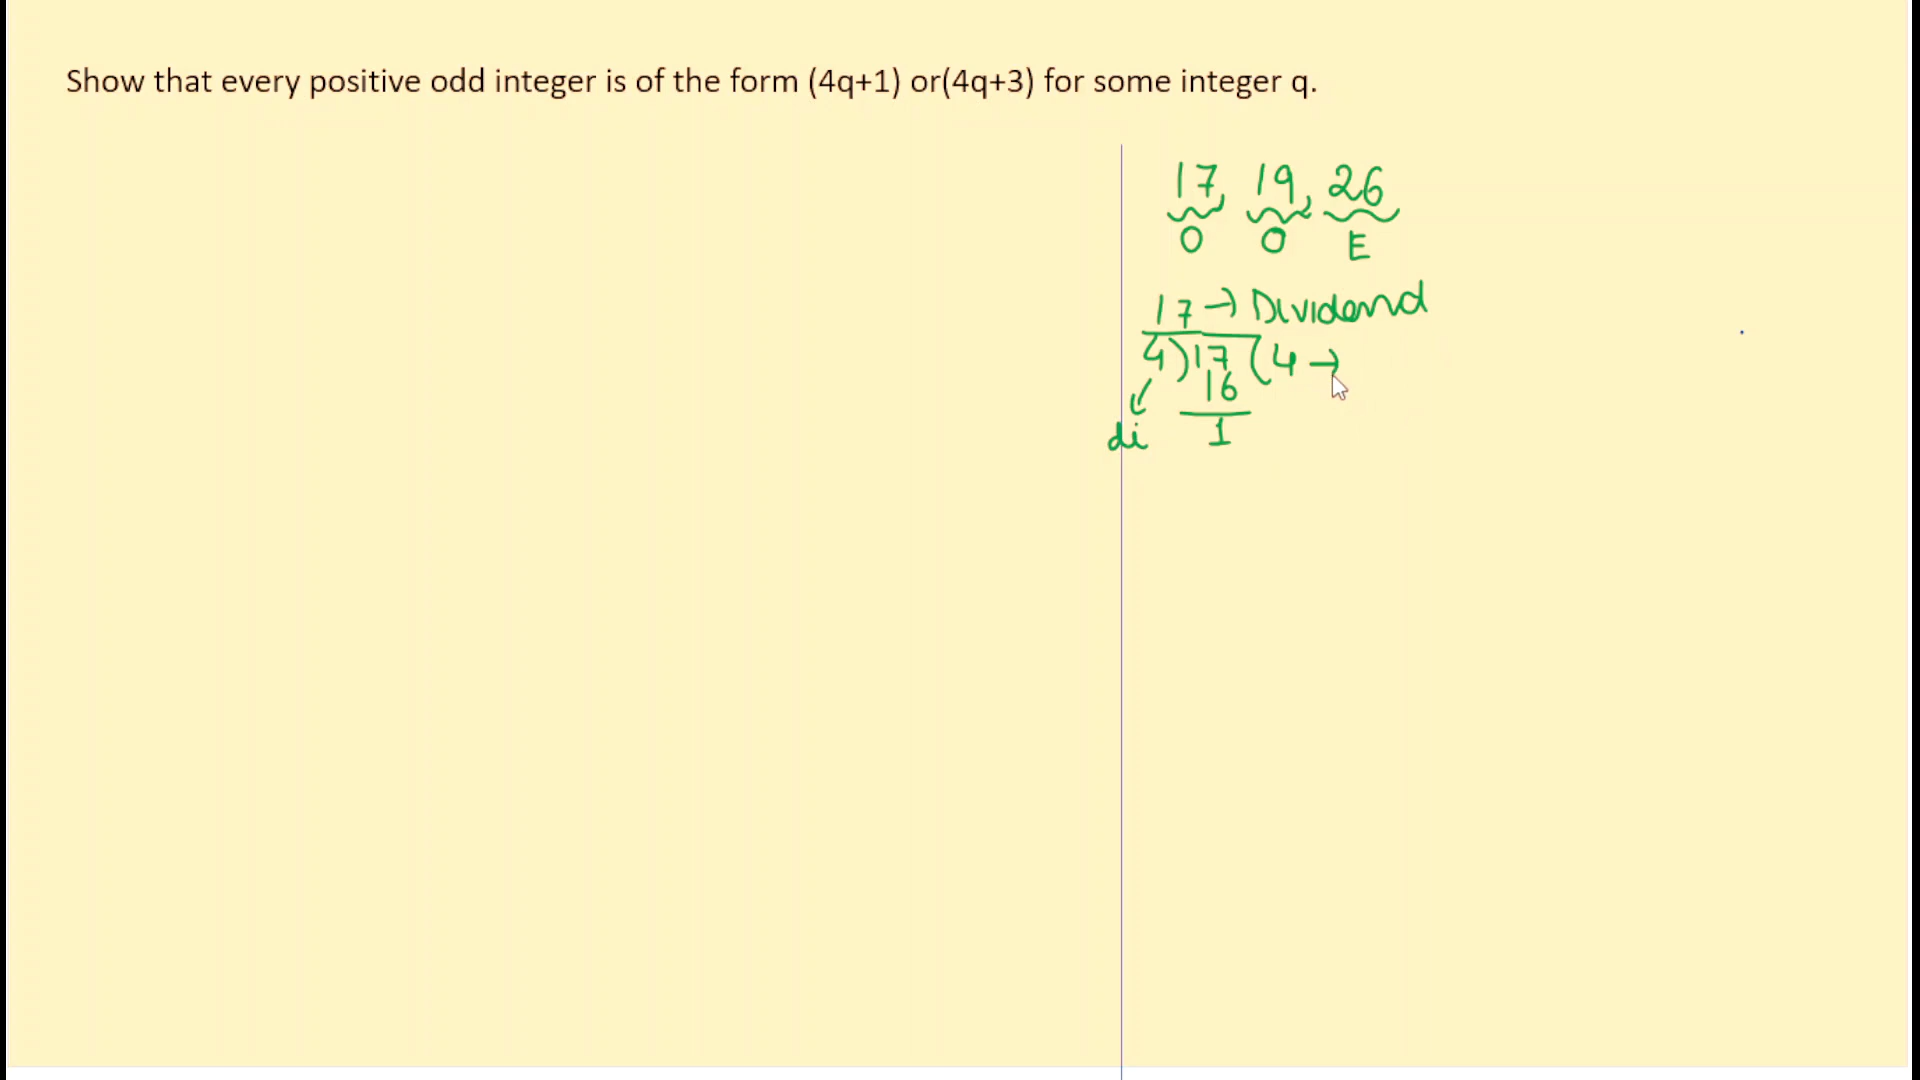 Show that every positive odd integer is of the form (4q+1) or(4q+3) for some integer q.
17, 19, 26
O O E
17 → Dividend
4)17(4 →
16
di 1